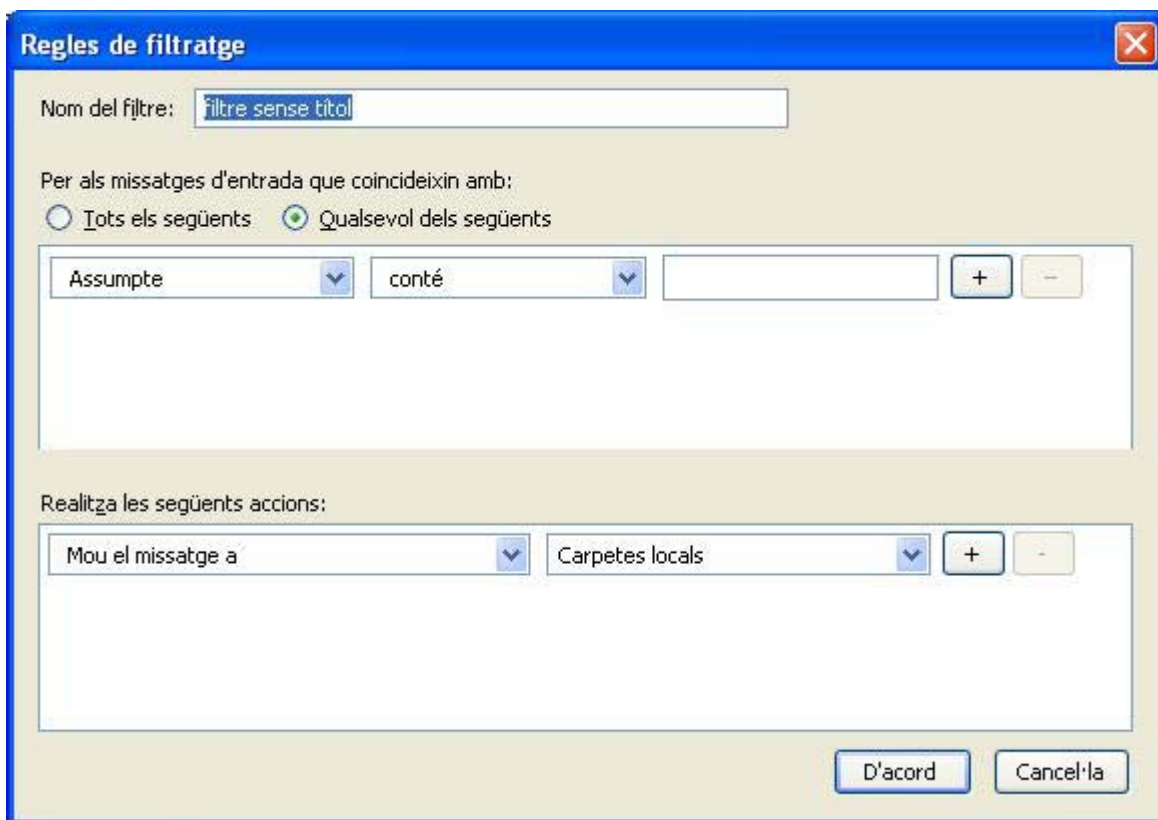 Regles de filtratge
Nom del filtre: filtre sense títol
Per als missatges d'entrada que coincideixin amb:
Tots els següents Qualsevol dels següents
Assumpte conté + -
Realitza les següents accions:
Mou el missatge a Carpetes locals + -
D'acord Cancel·la